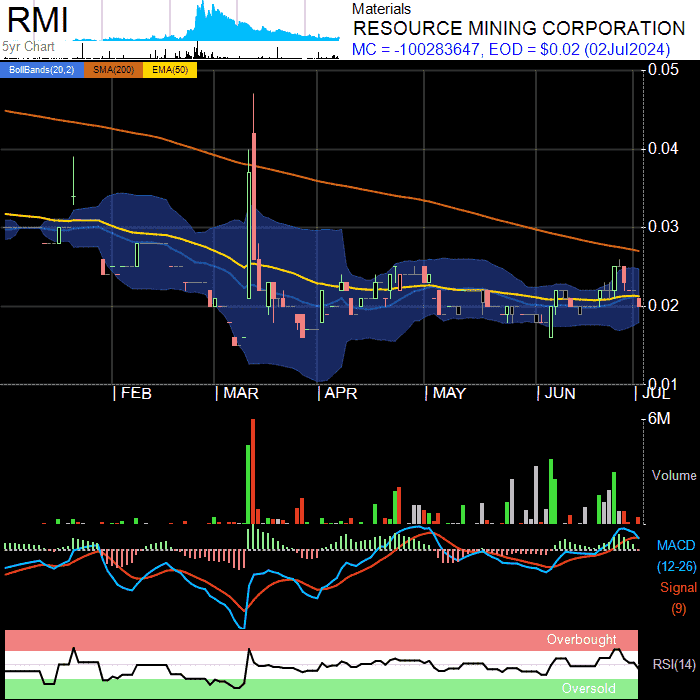 RMI
5yr Chart
Materials
RESOURCE MINING CORPORATION
MC = -100283647, EOD = $0.02 (02Jul2024)
BollBands(20,2) SMA(200) EMA(50)
0.05
0.04
0.03
0.02
0.01
FEB MAR APR MAY JUN JUL
6M
Volume
MACD
(12-26)
Signal
(9)
Overbought
RSI(14)
Oversold